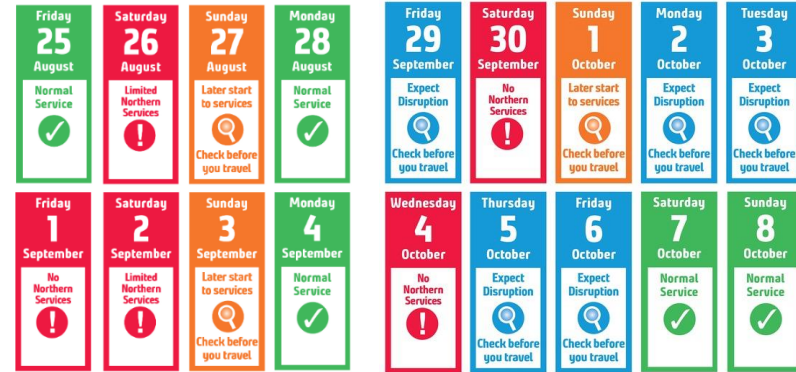 Friday
25
August
Normal
Service
Saturday
26
August
Limited
Northern
Services
Sunday
27
August
Later start
to services
Check before
you travel
Monday
28
August
Normal
Service
Friday
1
September
No
Northern
Services
Saturday
2
September
Limited
Northern
Services
Sunday
3
September
Later start
to services
Check before
you travel
Monday
4
September
Normal
Service
Friday
29
September
Expect
Disruption
Check before
you travel
Saturday
30
September
No
Northern
Services
Sunday
1
October
Later start
to services
Check before
you travel
Monday
2
October
Expect
Disruption
Check before
you travel
Tuesday
3
October
Expect
Disruption
Check before
you travel
Wednesday
4
October
No
Northern
Services
Thursday
5
October
Expect
Disruption
Check before
you travel
Friday
6
October
Expect
Disruption
Check before
you travel
Saturday
7
October
Normal
Service
Sunday
8
October
Normal
Service